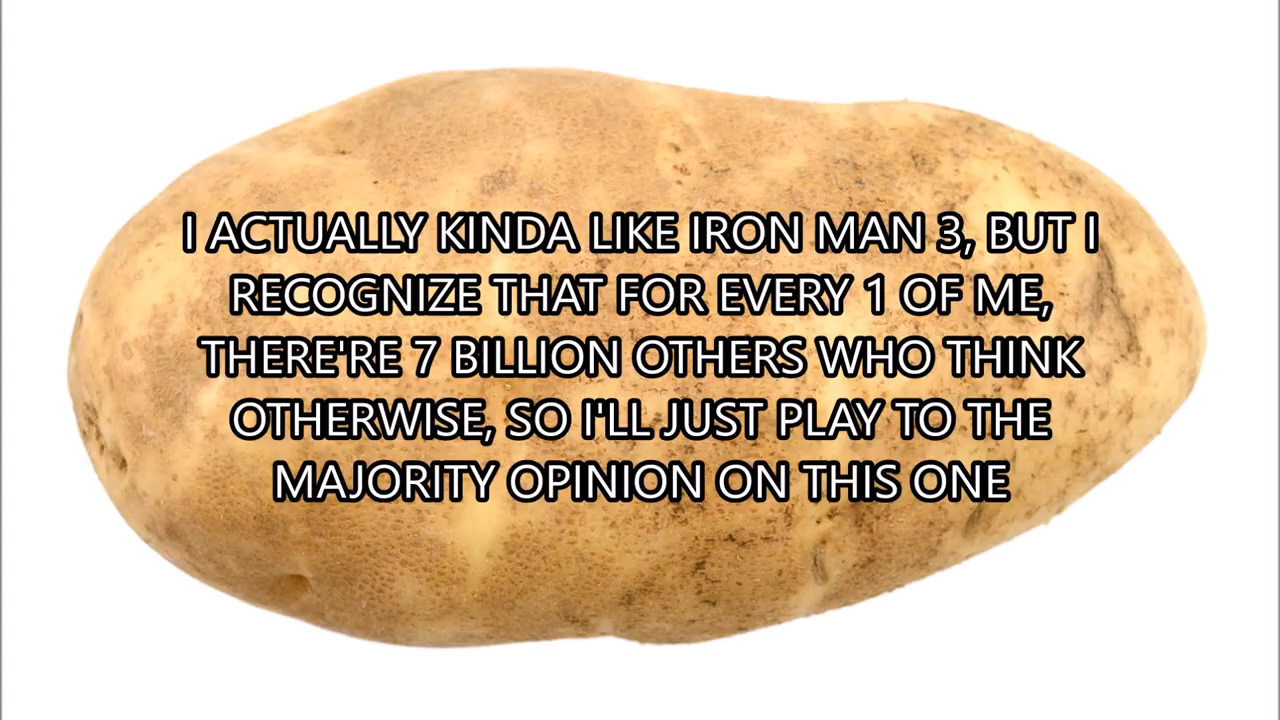 I ACTUALLY KINDA LIKE IRON MAN 3, BUT I
RECOGNIZE THAT FOR EVERY 1 OF ME,
THERE'RE 7 BILLION OTHERS WHO THINK
OTHERWISE, SO I'LL JUST PLAY TO THE
MAJORITY OPINION ON THIS ONE